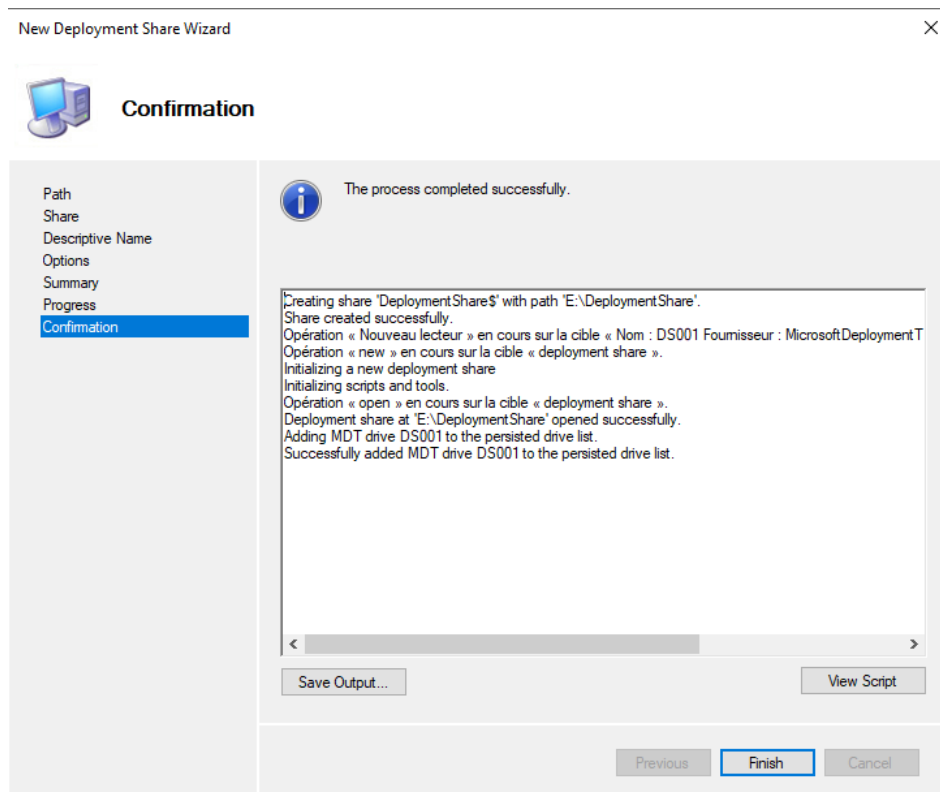 New Deployment Share Wizard
Confirmation
Path
Share
Descriptive Name
Options
Summary
Progress
Confirmation
The process completed successfully.
Creating share 'DeploymentShare$' with path 'E:\DeploymentShare'.
Share created successfully.
Opération « Nouveau lecteur » en cours sur la cible « Nom : DS001 Fournisseur : MicrosoftDeploymentT
Opération « new » en cours sur la cible « deployment share ».
Initializing a new deployment share
Initializing scripts and tools.
Opération « open » en cours sur la cible « deployment share ».
Deployment share at 'E:\DeploymentShare' opened successfully.
Adding MDT drive DS001 to the persisted drive list.
Successfully added MDT drive DS001 to the persisted drive list.
Save Output...
View Script
Previous
Finish
Cancel